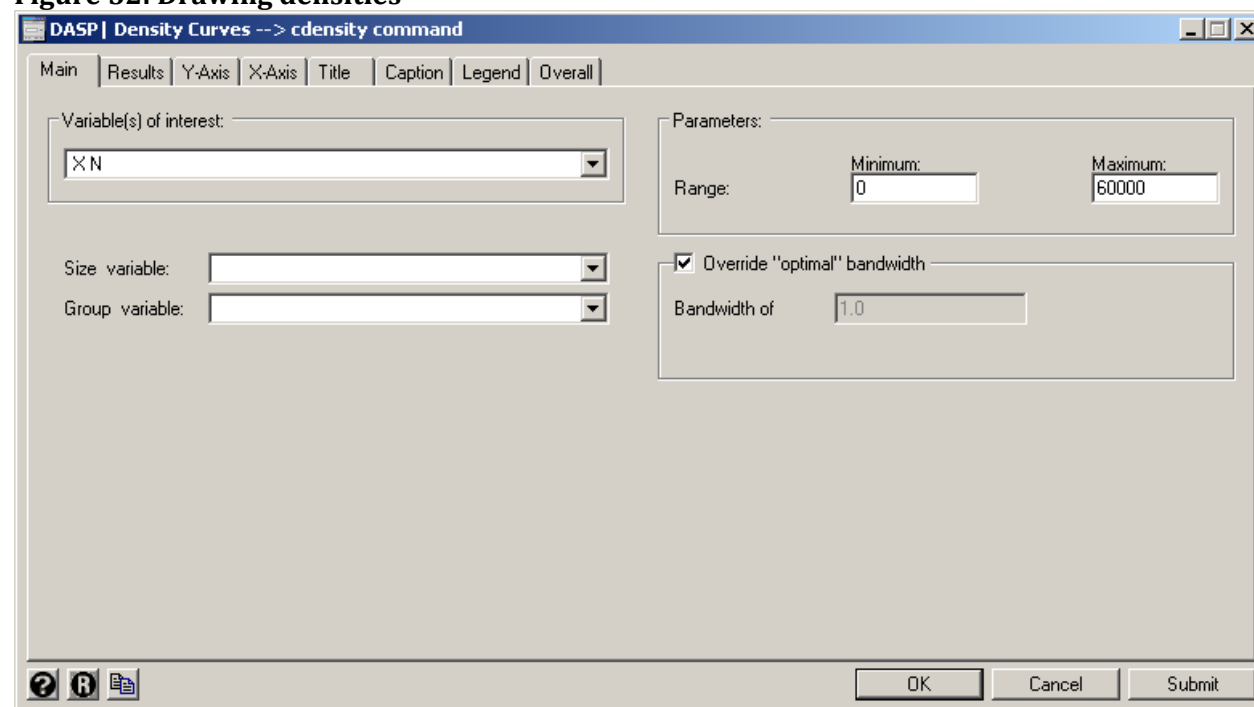 Figure 32: Drawing densities
DASP| Density Curves --> cdensity command
Main Results Y-Axis X-Axis Title Caption Legend Overall
Variable(s) of interest:
X N
Size variable:
Group variable:
Parameters:
Minimum: Maximum:
Range: 0 60000
Override "optimal" bandwidth
Bandwidth of 1.0
OK Cancel Submit